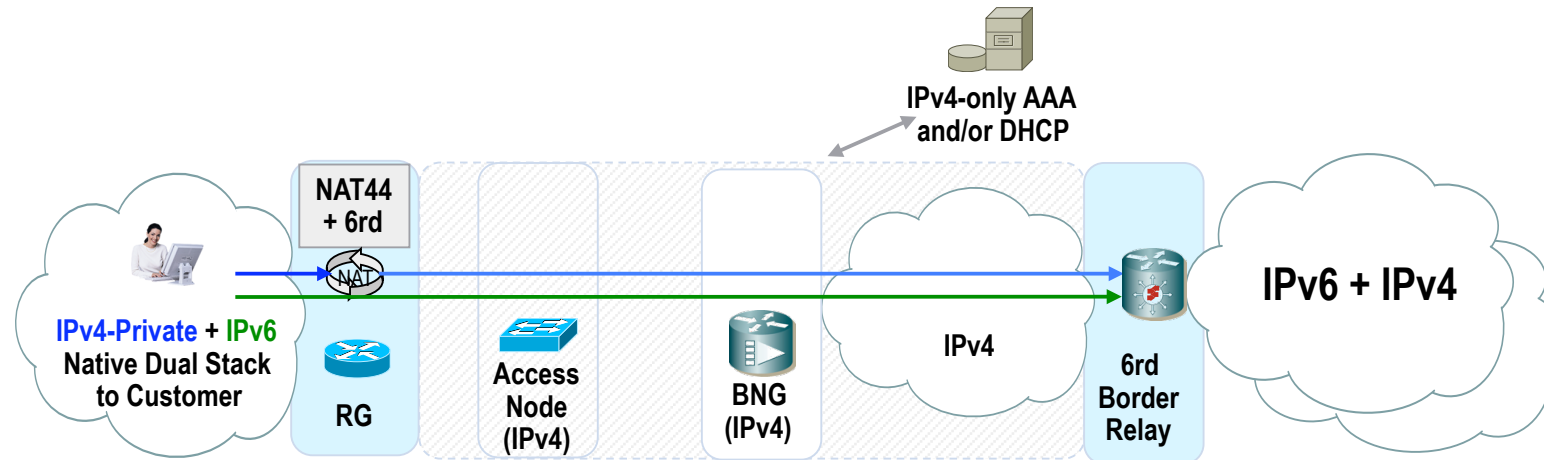 IPv4-only AAA
and/or DHCP
NAT44
+ 6rd
NAT
IPv4-Private + IPv6
Native Dual Stack
to Customer
RG
Access
Node
(IPv4)
BNG
(IPv4)
IPv4
6rd
Border
Relay
IPv6 + IPv4